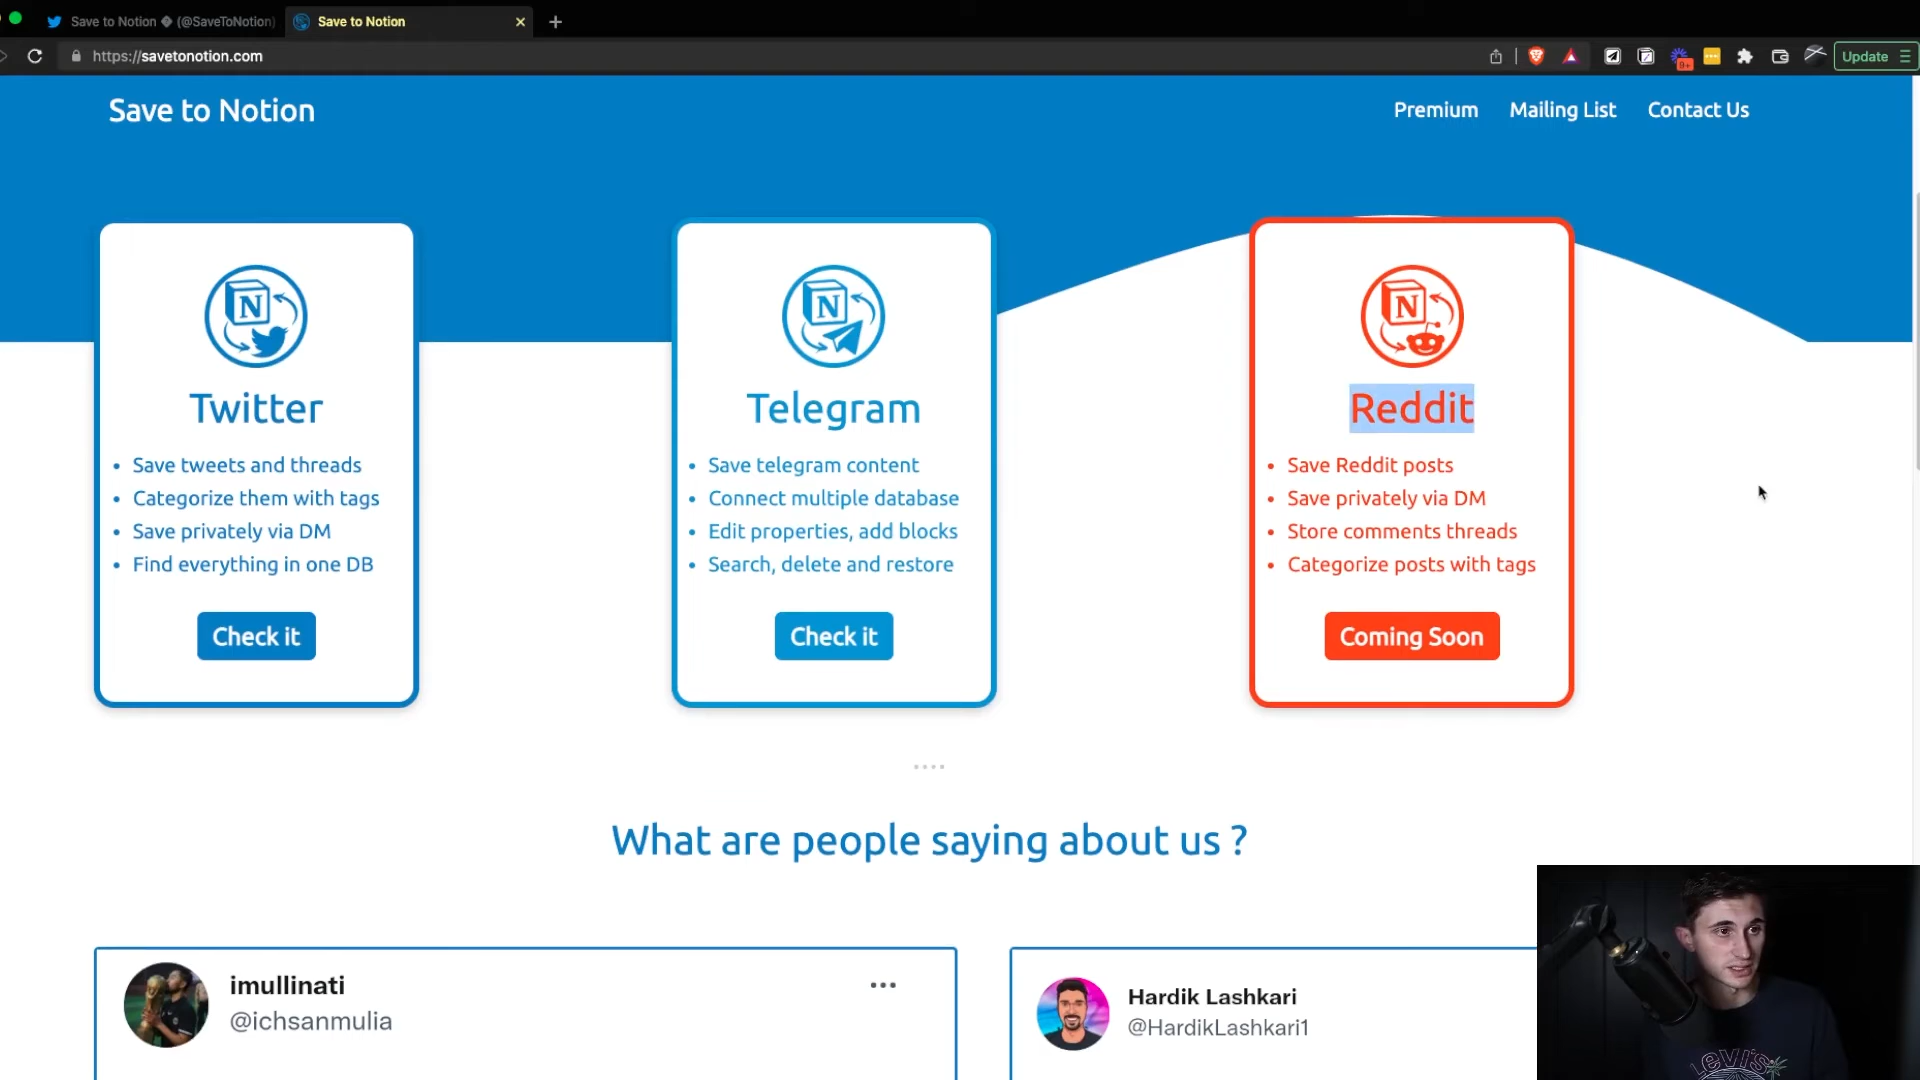 Save to Notion � (@SaveToNotion)
Save to Notion
https://savetonotion.com
9+
Update
Save to Notion
Premium
Mailing List
Contact Us
N
Twitter
Save tweets and threads
Categorize them with tags
Save privately via DM
Find everything in one DB
Check it
N
Telegram
Save telegram content
Connect multiple database
Edit properties, add blocks
Search, delete and restore
Check it
N
Reddit
Save Reddit posts
Save privately via DM
Store comments threads
Categorize posts with tags
Coming Soon
What are people saying about us ?
imullinati
@ichsanmulia
Hardik Lashkari
@HardikLashkari1
Levi's